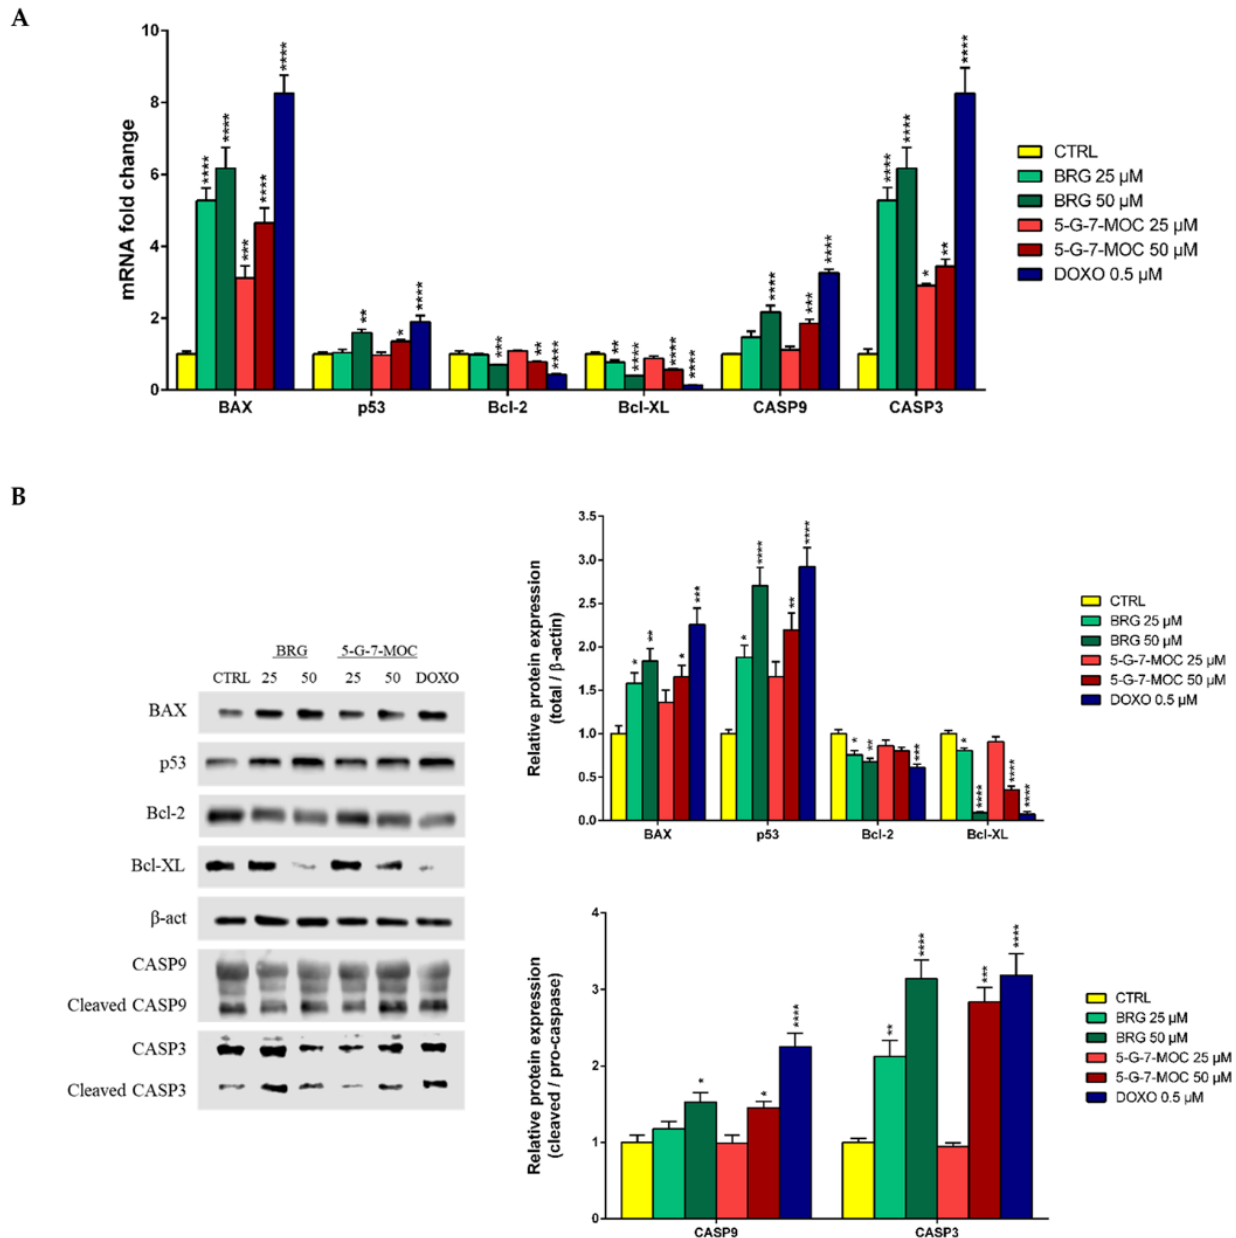 A
mRNA fold change
10
8
6
4
2
0
**** **** *** **** ****
** * ****
*** ** ****
** **** **** ****
**** *** ****
**** **** * ** ****
BAX p53 Bcl-2 Bcl-XL CASP9 CASP3
CTRL
BRG 25 µM
BRG 50 µM
5-G-7-MOC 25 µM
5-G-7-MOC 50 µM
DOXO 0.5 µM
B
BRG 5-G-7-MOC
CTRL 25 50 25 50 DOXO
BAX
p53
Bcl-2
Bcl-XL
β-act
CASP9
Cleaved CASP9
CASP3
Cleaved CASP3
Relative protein expression
(total / β-actin)
3.5
3.0
2.5
2.0
1.5
1.0
0.5
0.0
* ** * ***
* **** ** ****
* ** ***
* **** **** ****
BAX p53 Bcl-2 Bcl-XL
CTRL
BRG 25 µM
BRG 50 µM
5-G-7-MOC 25 µM
5-G-7-MOC 50 µM
DOXO 0.5 µM
Relative protein expression
(cleaved / pro-caspase)
4
3
2
1
0
* * ****
** **** *** ****
CASP9 CASP3
CTRL
BRG 25 µM
BRG 50 µM
5-G-7-MOC 25 µM
5-G-7-MOC 50 µM
DOXO 0.5 µM